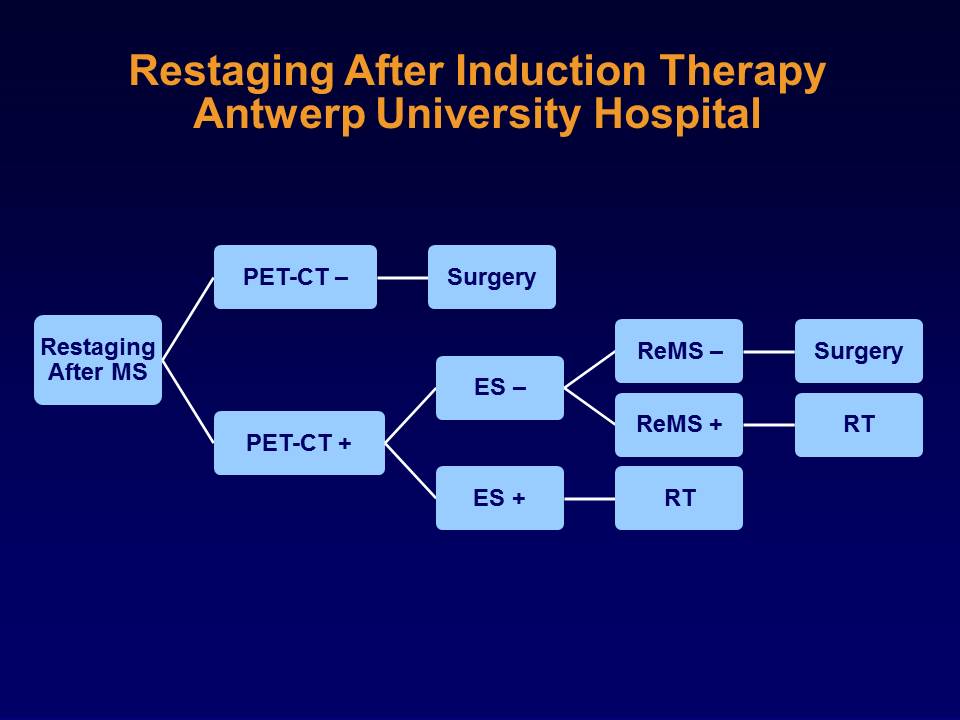 Restaging After Induction Therapy
Antwerp University Hospital
PET-CT –
Surgery
Restaging
After MS
ReMS –
Surgery
ES –
ReMS +
RT
PET-CT +
ES +
RT